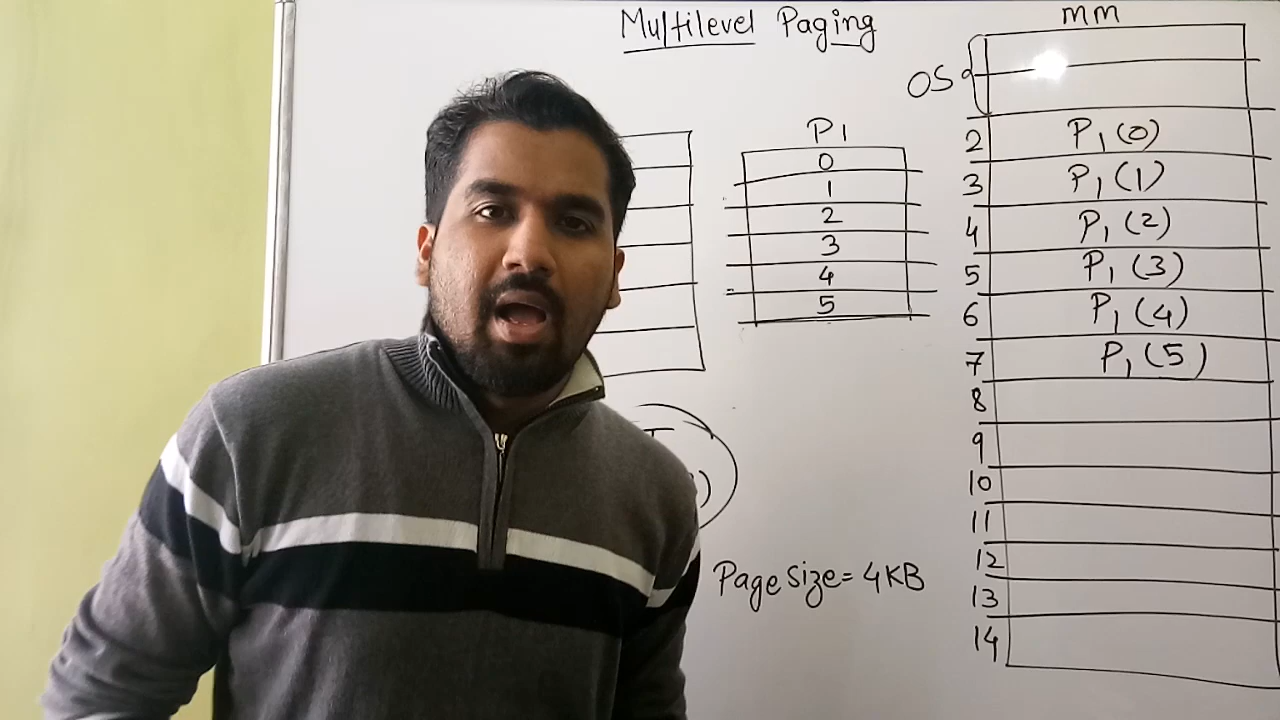 Multilevel Paging
mm
OS
P1
0
1
2
3
4
5
2 P1(0)
3 P1(1)
4 P1(2)
5 P1(3)
6 P1(4)
7 P1(5)
8
9
10
11
12
13
14
Page size = 4KB